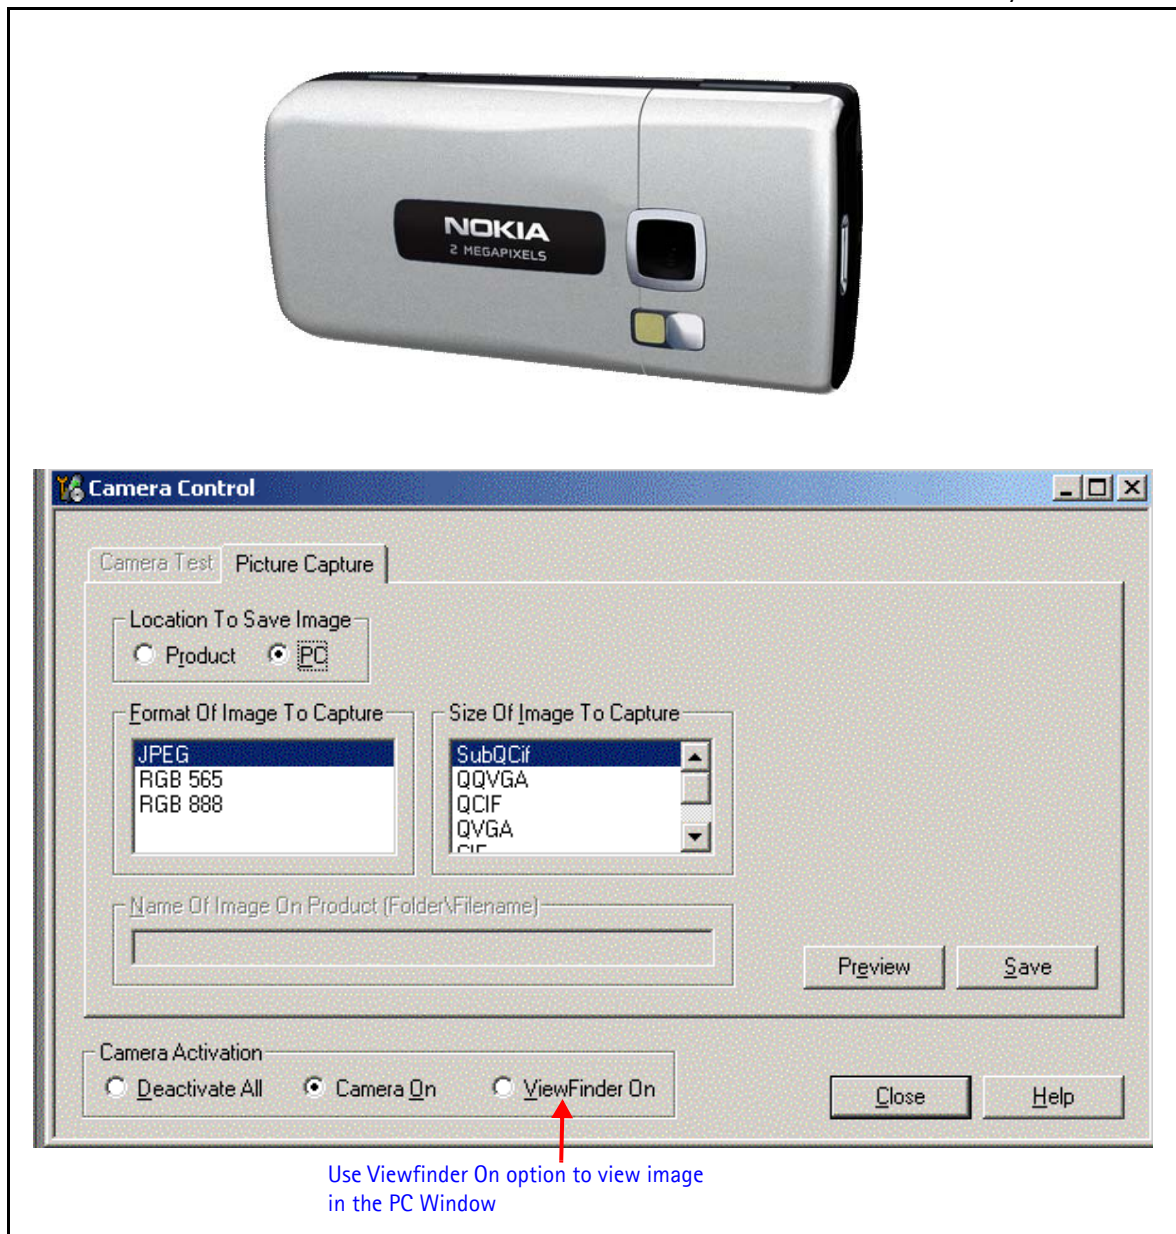 NOKIA
2 MEGAPIXELS
Camera Control
Camera Test Picture Capture
Location To Save Image
Product PC
Format Of Image To Capture
JPEG
RGB 565
RGB 888
Size Of Image To Capture
SubQCif
QQVGA
QCIF
QVGA
CIF
Name Of Image On Product (Folder\Filename)
Preview Save
Camera Activation
Deactivate All Camera On ViewFinder On
Close Help
Use Viewfinder On option to view image
in the PC Window